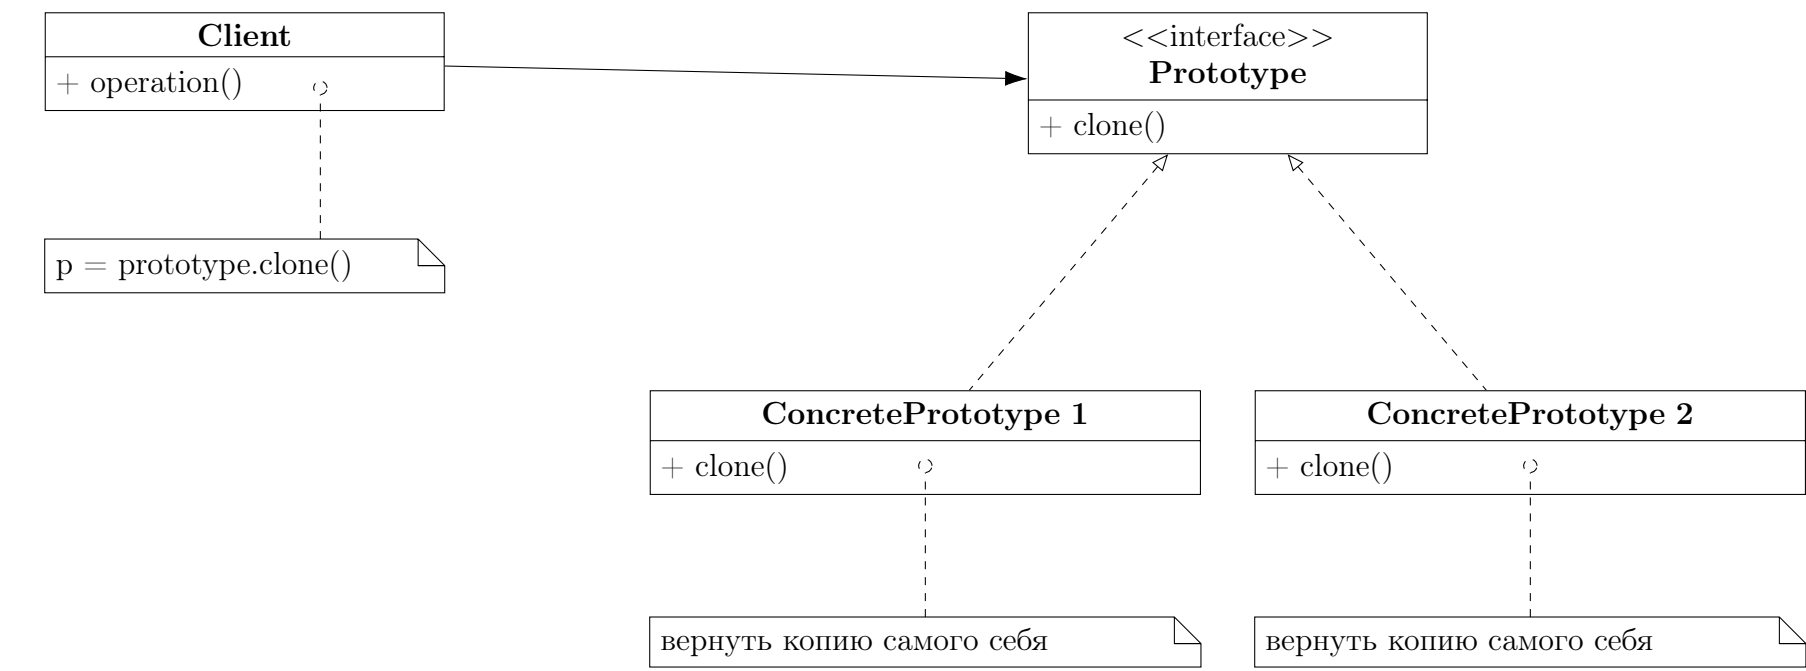 Client
+ operation()
p = prototype.clone()
<<interface>>
Prototype
+ clone()
ConcretePrototype 1
+ clone()
вернуть копию самого себя
ConcretePrototype 2
+ clone()
вернуть копию самого себя